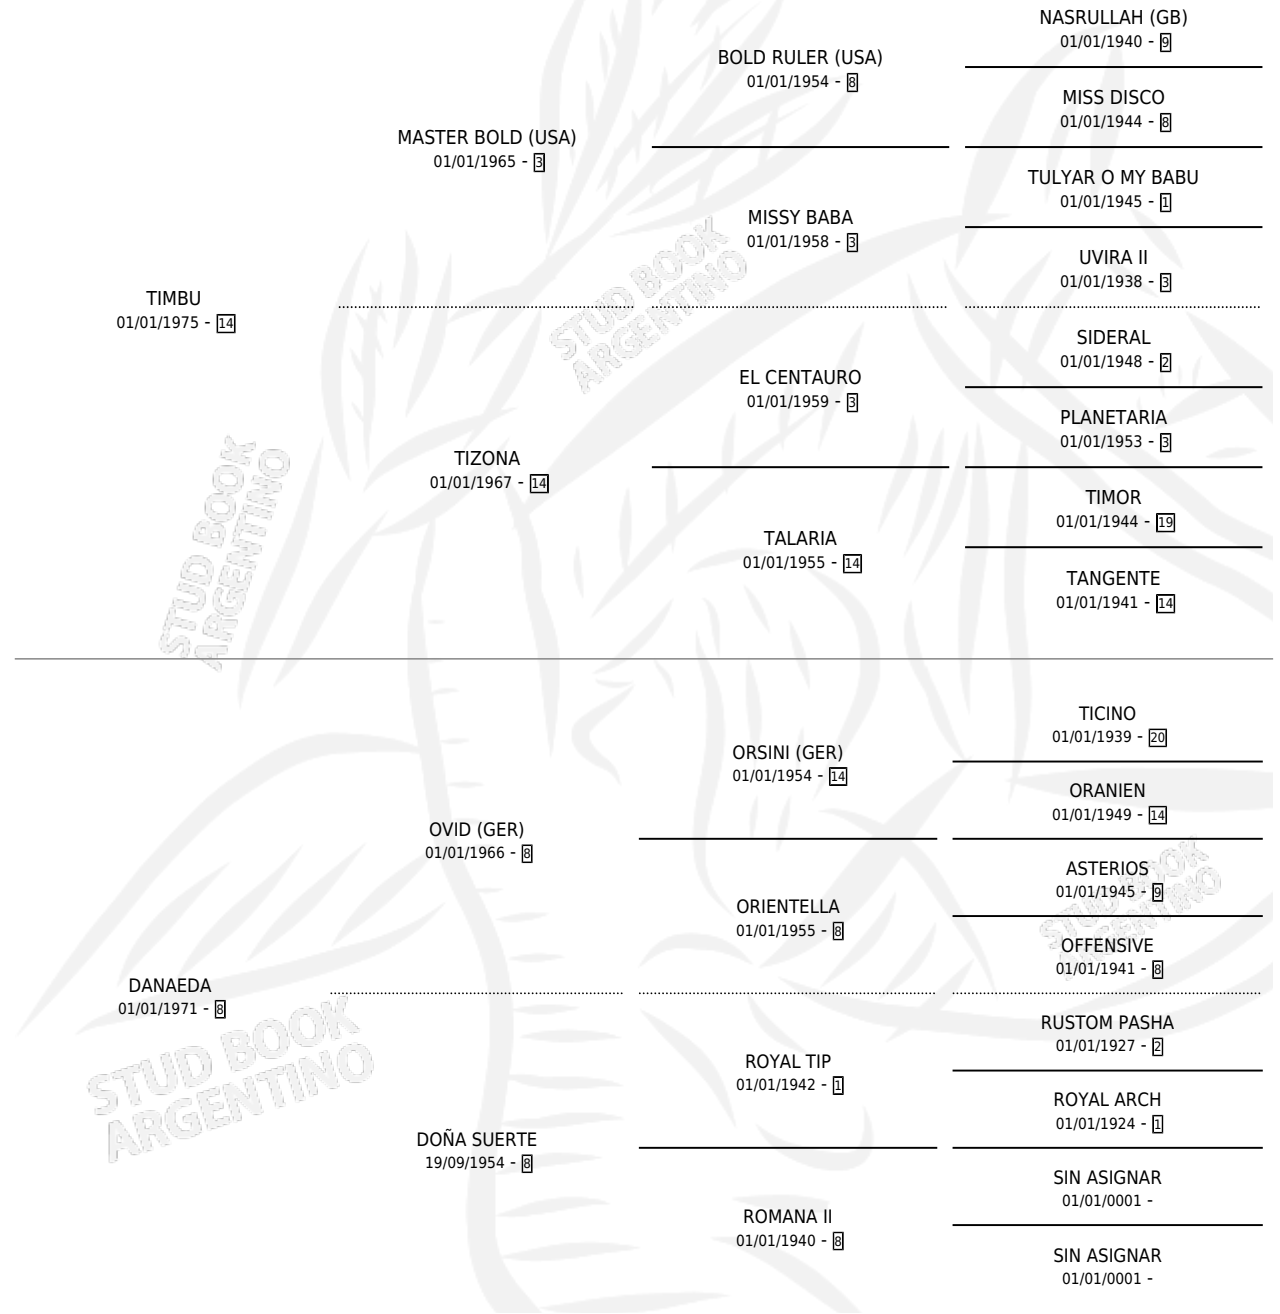 NASRULLAH (GB)
01/01/1940 - 9
BOLD RULER (USA)
01/01/1954 - 8
MISS DISCO
01/01/1944 - 8
MASTER BOLD (USA)
01/01/1965 - 3
TULYAR O MY BABU
01/01/1945 - 1
MISSY BABA
01/01/1958 - 3
UVIRA II
01/01/1938 - 3
TIMBU
01/01/1975 - 14
SIDERAL
01/01/1948 - 2
EL CENTAURO
01/01/1959 - 3
PLANETARIA
01/01/1953 - 3
TIZONA
01/01/1967 - 14
TIMOR
01/01/1944 - 19
TALARIA
01/01/1955 - 14
TANGENTE
01/01/1941 - 14
TICINO
01/01/1939 - 20
ORSINI (GER)
01/01/1954 - 14
ORANIEN
01/01/1949 - 14
OVID (GER)
01/01/1966 - 8
ASTERIOS
01/01/1945 - 9
ORIENTELLA
01/01/1955 - 8
OFFENSIVE
01/01/1941 - 8
DANAEDA
01/01/1971 - 8
RUSTOM PASHA
01/01/1927 - 2
ROYAL TIP
01/01/1942 - 1
ROYAL ARCH
01/01/1924 - 1
DOÑA SUERTE
19/09/1954 - 8
SIN ASIGNAR
01/01/0001 -
ROMANA II
01/01/1940 - 8
SIN ASIGNAR
01/01/0001 -
STUD BOOK
ARGENTINO
STUD BOOK
ARGENTINO
STUD BOOK
ARGENTINO
STUD BOOK
ARGENTINO